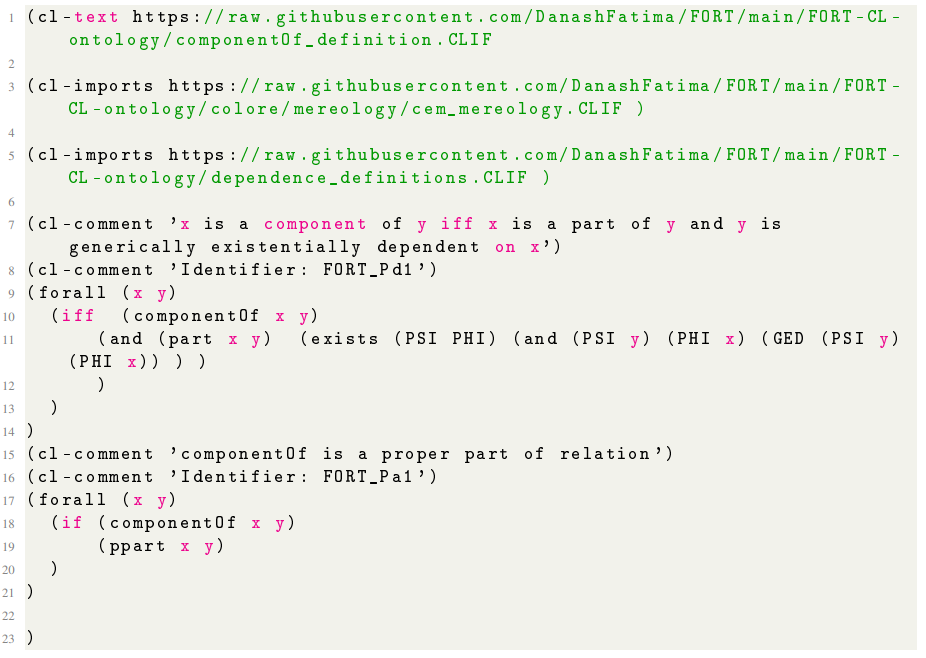 1 (cl-text https://raw.githubusercontent.com/DanashFatima/FORT/main/FORT-CL-
ontology/componentOf_definition.CLIF
2
3 (cl-imports https://raw.githubusercontent.com/DanashFatima/FORT/main/FORT-
CL-ontology/colore/mereology/cem_mereology.CLIF )
4
5 (cl-imports https://raw.githubusercontent.com/DanashFatima/FORT/main/FORT-
CL-ontology/dependence_definitions.CLIF )
6
7 (cl-comment ’x is a component of y iff x is a part of y and y is
generically existentially dependent on x’)
8 (cl-comment ’Identifier: FORT_Pd1’)
9 (forall (x y)
10 (iff (componentOf x y)
11 (and (part x y) (exists (PSI PHI) (and (PSI y) (PHI x) (GED (PSI y)
(PHI x)) ) )
12 )
13 )
14 )
15 (cl-comment ’componentOf is a proper part of relation’)
16 (cl-comment ’Identifier: FORT_Pa1’)
17 (forall (x y)
18 (if (componentOf x y)
19 (ppart x y)
20 )
21 )
22
23 )